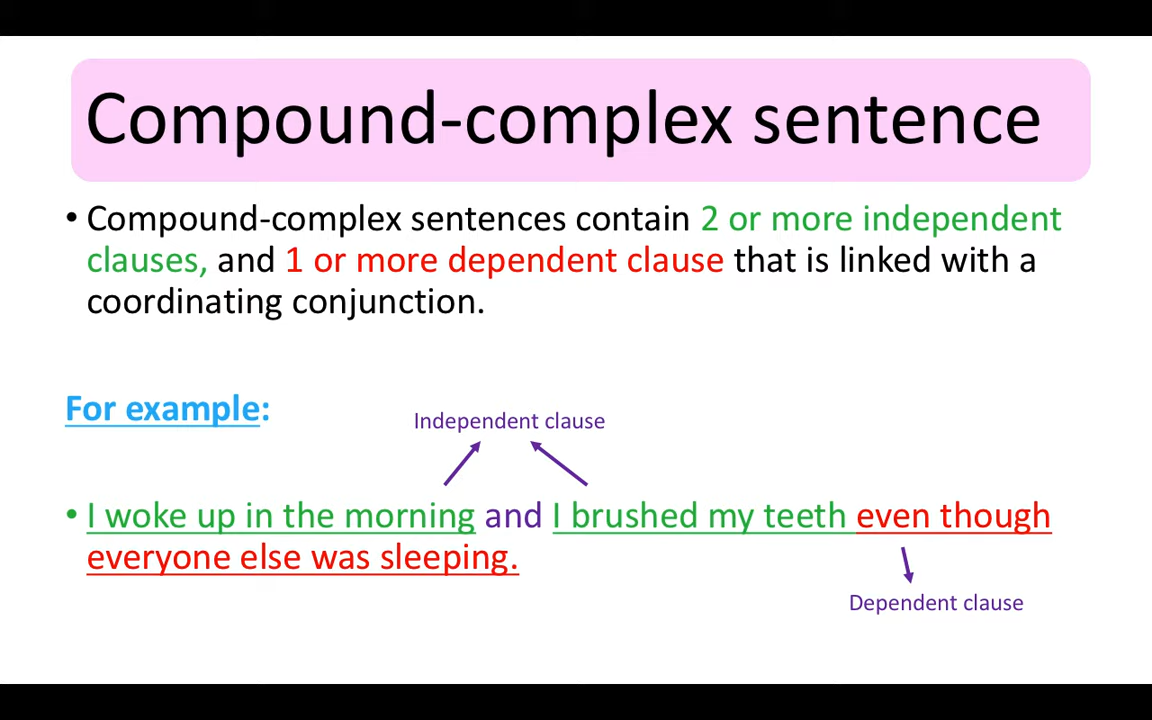 Compound-complex sentence
• Compound-complex sentences contain 2 or more independent
clauses, and 1 or more dependent clause that is linked with a
coordinating conjunction.
For example:
Independent clause
• I woke up in the morning and I brushed my teeth even though
everyone else was sleeping.
Dependent clause